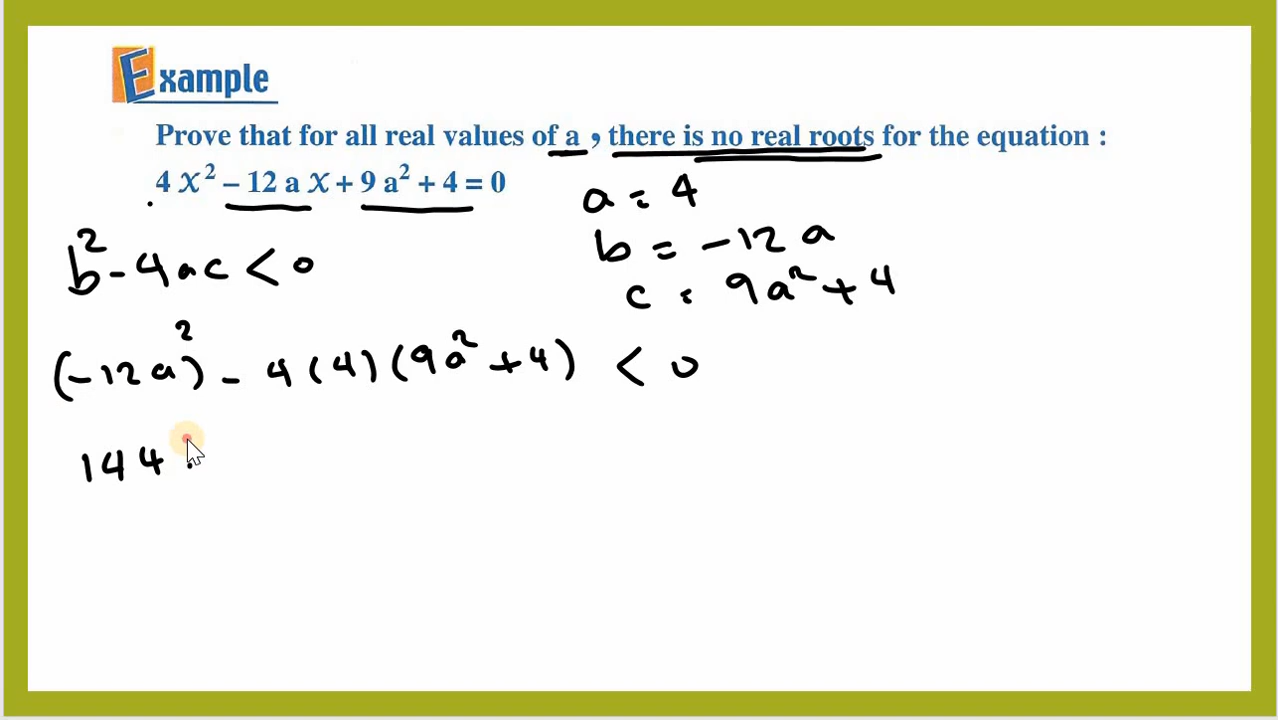 Example
Prove that for all real values of a , there is no real roots for the equation :
4 x² – 12 a x + 9 a² + 4 = 0
a = 4
b = -12 a
c = 9a² + 4
b² - 4ac < 0
(-12a)² - 4(4)(9a² + 4) < 0
144